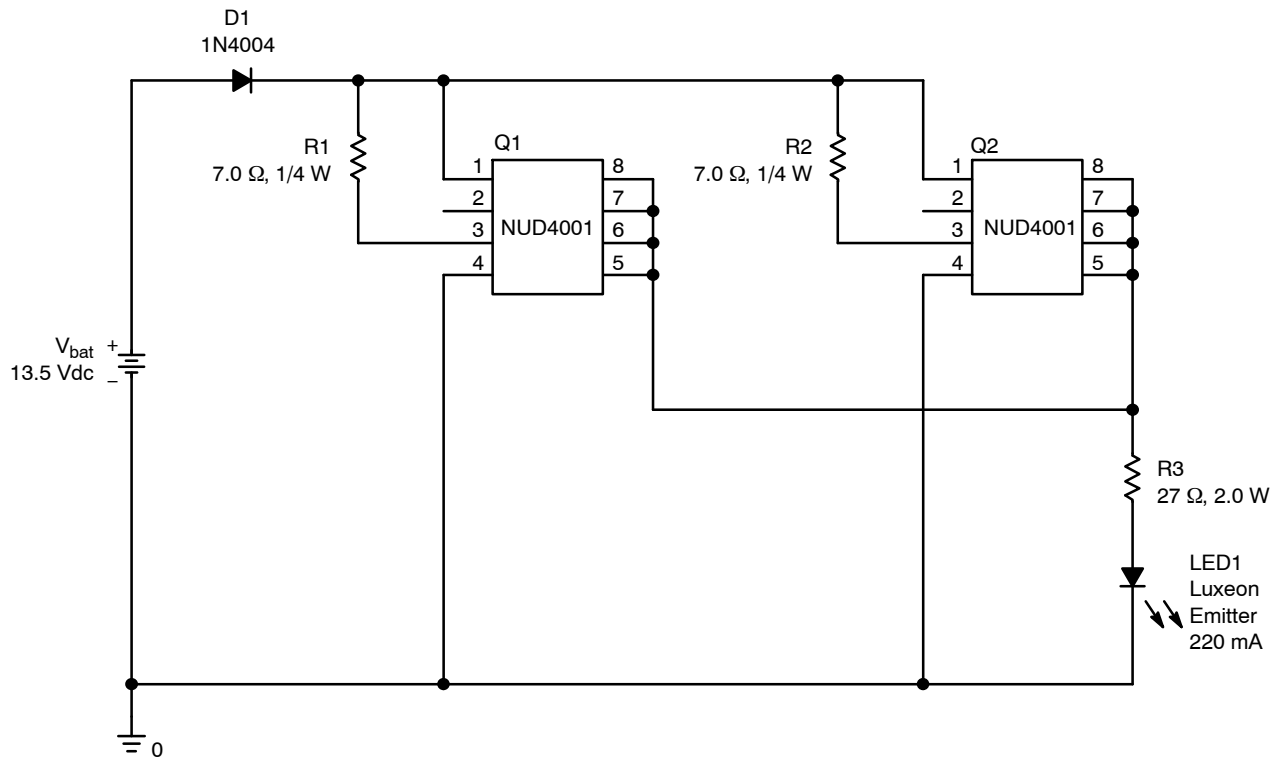 D1
1N4004
R1
7.0 Ω, 1/4 W
Q1
1
2
3
4
NUD4001
8
7
6
5
R2
7.0 Ω, 1/4 W
Q2
1
2
3
4
NUD4001
8
7
6
5
Vbat
+
13.5 Vdc
−
R3
27 Ω, 2.0 W
LED1
Luxeon
Emitter
220 mA
0